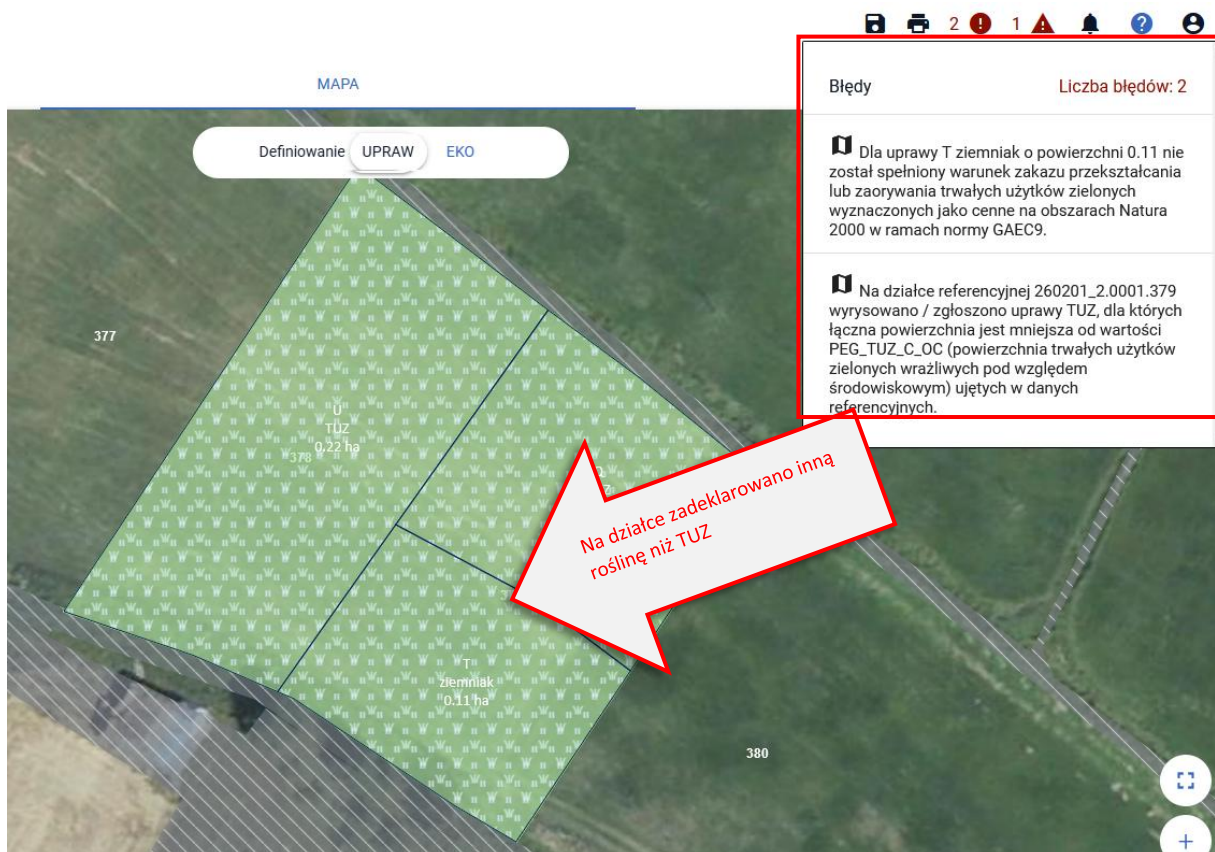 2 1
MAPA
Definiowanie UPRAW EKO
Błędy Liczba błędów: 2
Dla uprawy T ziemniak o powierzchni 0.11 nie
został spełniony warunek zakazu przekształcania
lub zaorywania trwałych użytków zielonych
wyznaczonych jako cenne na obszarach Natura
2000 w ramach normy GAEC9.
Na działce referencyjnej 260201_2.0001.379
wyrysowano / zgłoszono uprawy TUZ, dla których
łączna powierzchnia jest mniejsza od wartości
PEG_TUZ_C_OC (powierzchnia trwałych użytków
zielonych wrażliwych pod względem
środowiskowym) ujętych w danych
referencyjnych.
377
U
TUZ
0.22 ha
378
Na działce zadeklarowano inną
roślinę niż TUZ
T
ziemniak
0.11 ha
380